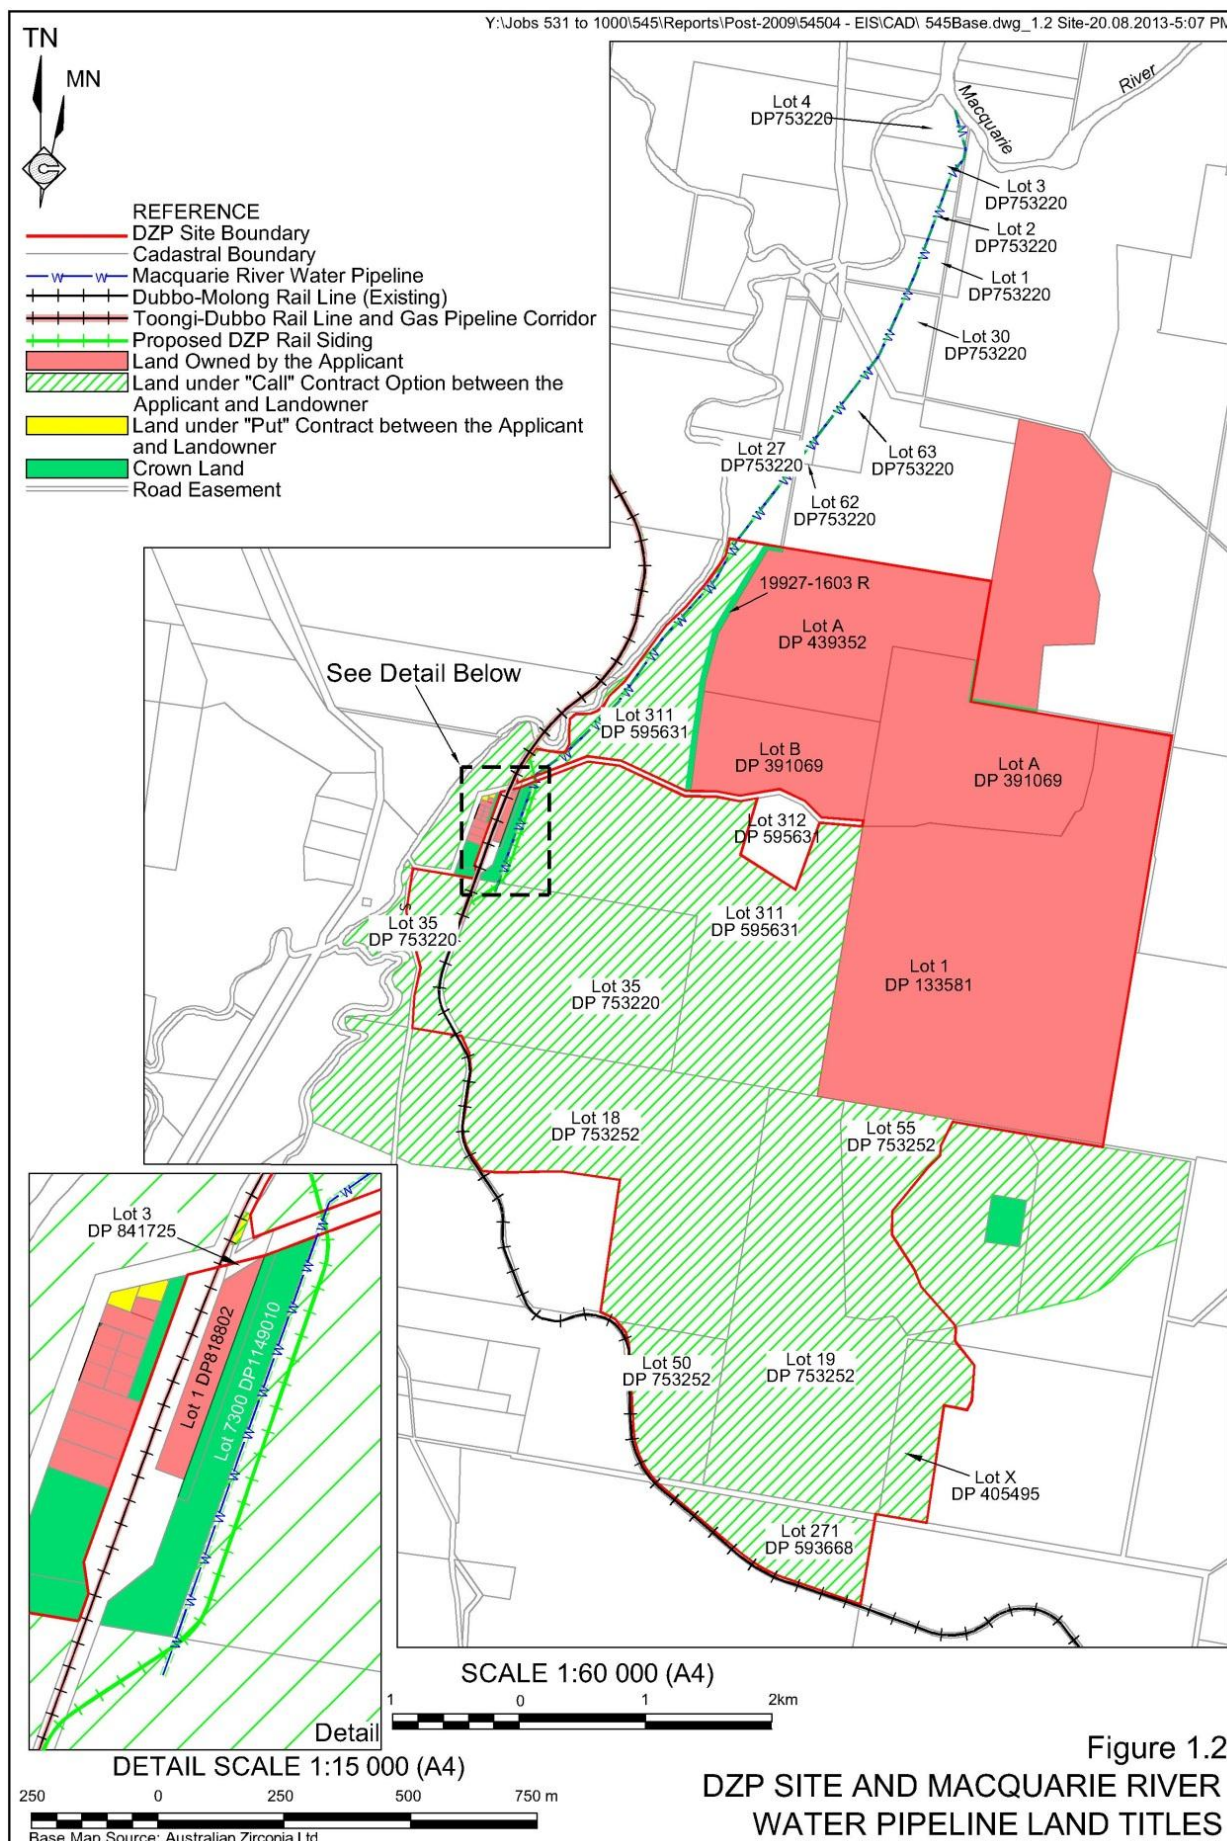 Y:\Jobs 531 to 1000\545\Reports\Post-2009\54504 - EIS\CAD\ 545Base.dwg_1.2 Site-20.08.2013-5:07 PM
TN
MN
REFERENCE
DZP Site Boundary
Cadastral Boundary
W W Macquarie River Water Pipeline
Dubbo-Molong Rail Line (Existing)
Toongi-Dubbo Rail Line and Gas Pipeline Corridor
Proposed DZP Rail Siding
Land Owned by the Applicant
Land under "Call" Contract Option between the
Applicant and Landowner
Land under "Put" Contract between the Applicant
and Landowner
Crown Land
Road Easement
Macquarie
River
Lot 4
DP753220
Lot 3
DP753220
Lot 2
DP753220
Lot 1
DP753220
Lot 30
DP753220
Lot 63
DP753220
Lot 27
DP753220
Lot 62
DP753220
19927-1603 R
Lot A
DP 439352
See Detail Below
Lot 311
DP 595631
Lot B
DP 391069
Lot A
DP 391069
Lot 312
DP 595631
Lot 35
DP 753220
Lot 311
DP 595631
Lot 35
DP 753220
Lot 1
DP 133581
Lot 18
DP 753252
Lot 55
DP 753252
Lot 50
DP 753252
Lot 19
DP 753252
Lot X
DP 405495
Lot 271
DP 593668
Lot 3
DP 841725
Lot 1 DP818802
Lot 7300 DP1149010
Detail
SCALE 1:60 000 (A4)
1 0 1 2km
DETAIL SCALE 1:15 000 (A4)
250 0 250 500 750 m
Base Map Source: Australian Zirconia Ltd
Figure 1.2
DZP SITE AND MACQUARIE RIVER
WATER PIPELINE LAND TITLES